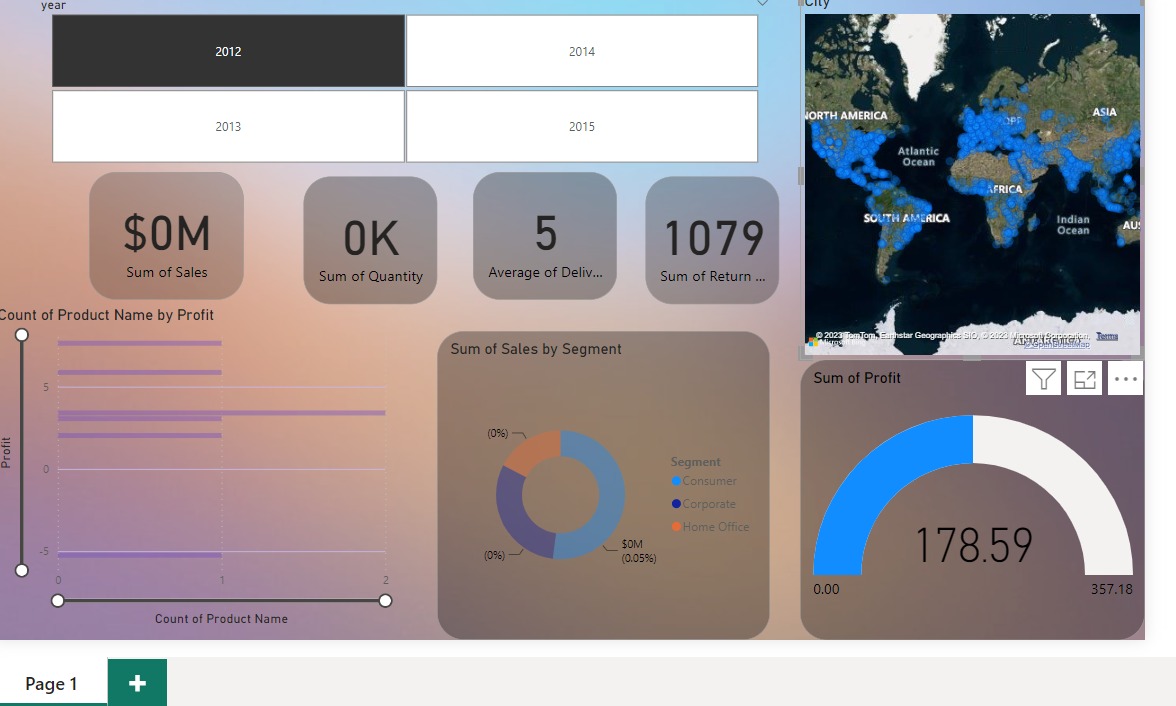 year
City
2012
2014
2013
2015
$0M
Sum of Sales
0K
Sum of Quantity
5
Average of Deliv...
1079
Sum of Return ...
NORTH AMERICA
ASIA
Atlantic
Ocean
AFRICA
SOUTH AMERICA
Indian
Ocean
AUS
© 2023 TomTom, Earthstar Geographics SIO, © 2023 Microsoft Corporation,
Terms
© OpenStreetMap
ANTARCTICA
Microsoft Bing
Count of Product Name by Profit
Profit
5
0
-5
0
1
2
Count of Product Name
Sum of Sales by Segment
(0%)
(0%)
$0M
(0.05%)
Segment
Consumer
Corporate
Home Office
Sum of Profit
178.59
0.00
357.18
Page 1